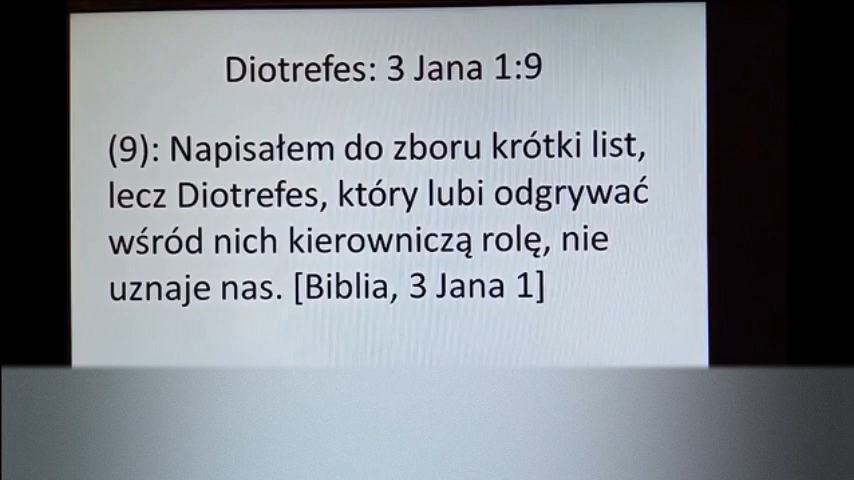 Diotrefes: 3 Jana 1:9
(9): Napisałem do zboru krótki list,
lecz Diotrefes, który lubi odgrywać
wśród nich kierowniczą rolę, nie
uznaje nas. [Biblia, 3 Jana 1]